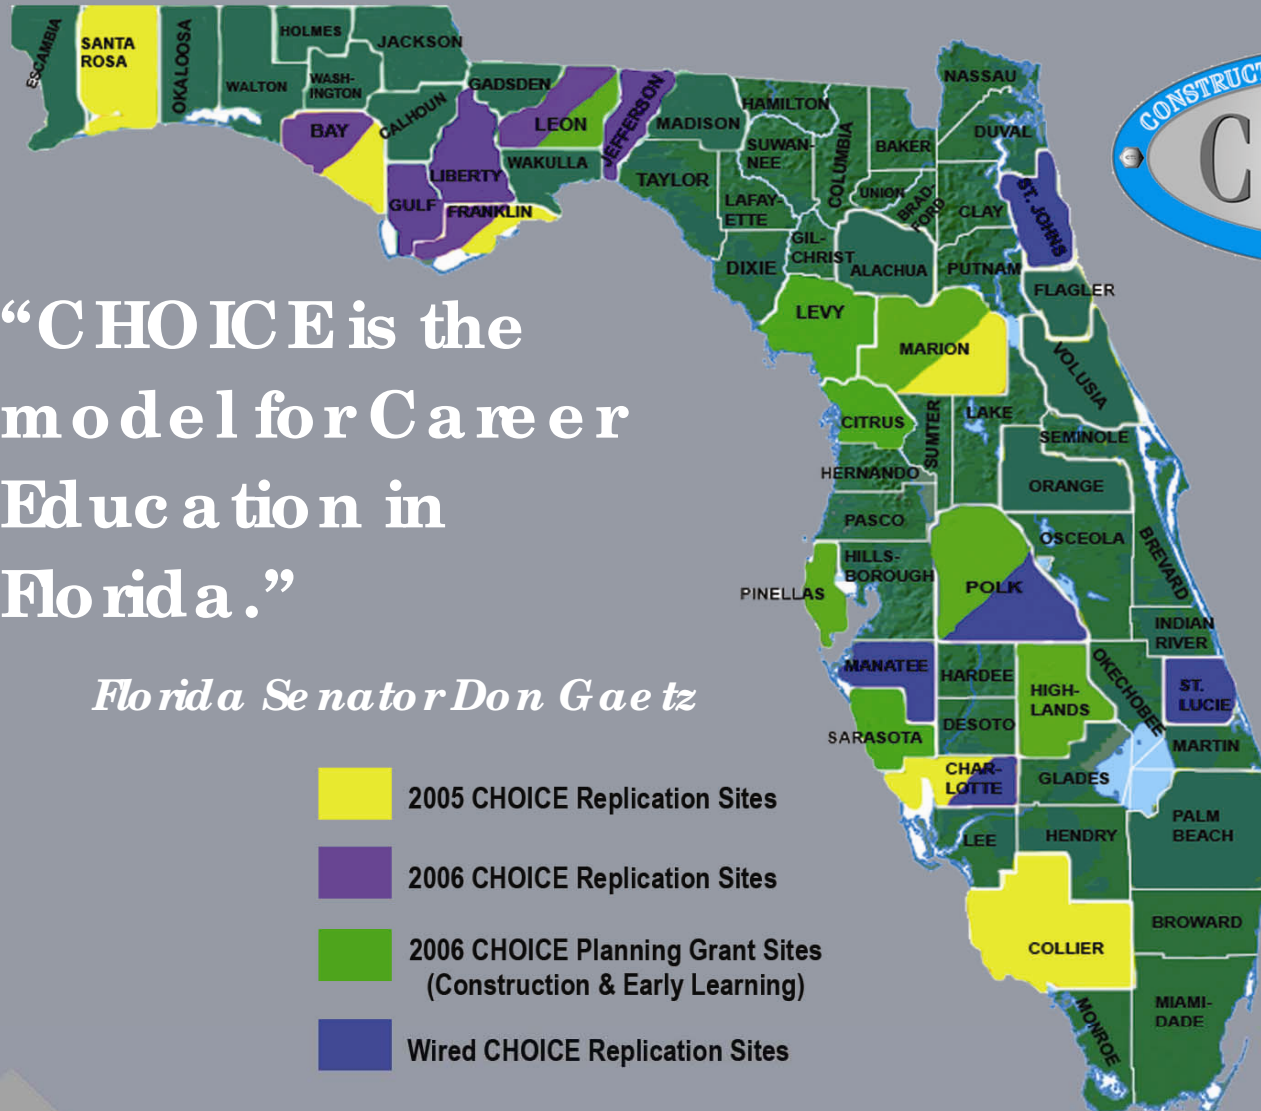 ESCAMBIA
SANTA
ROSA
OKALOOSA
WALTON
HOLMES
WASH-
INGTON
JACKSON
BAY
CALHOUN
GADSDEN
LIBERTY
GULF
FRANKLIN
LEON
WAKULLA
JEFFERSON
MADISON
TAYLOR
HAMILTON
SUWAN-
NEE
LAFAY-
ETTE
DIXIE
COLUMBIA
GIL-
CHRIST
BAKER
UNION
BRAD-
FORD
ALACHUA
NASSAU
DUVAL
CLAY
ST. JOHNS
PUTNAM
FLAGLER
LEVY
MARION
VOLUSIA
CITRUS
SUMTER
LAKE
SEMINOLE
HERNANDO
ORANGE
PASCO
OSCEOLA
BREVARD
HILLS-
BOROUGH
PINELLAS
POLK
INDIAN
RIVER
MANATEE
HARDEE
HIGH-
LANDS
OKECHOBEE
ST.
LUCIE
SARASOTA
DESOTO
MARTIN
CHAR-
LOTTE
GLADES
LEE
HENDRY
PALM
BEACH
COLLIER
BROWARD
MONROE
MIAMI-
DADE
CONSTRUCT
C
“CHOICE is the
model for Career
Education in
Florida.”
Florida Senator Don Gaetz
2005 CHOICE Replication Sites
2006 CHOICE Replication Sites
2006 CHOICE Planning Grant Sites
(Construction & Early Learning)
Wired CHOICE Replication Sites